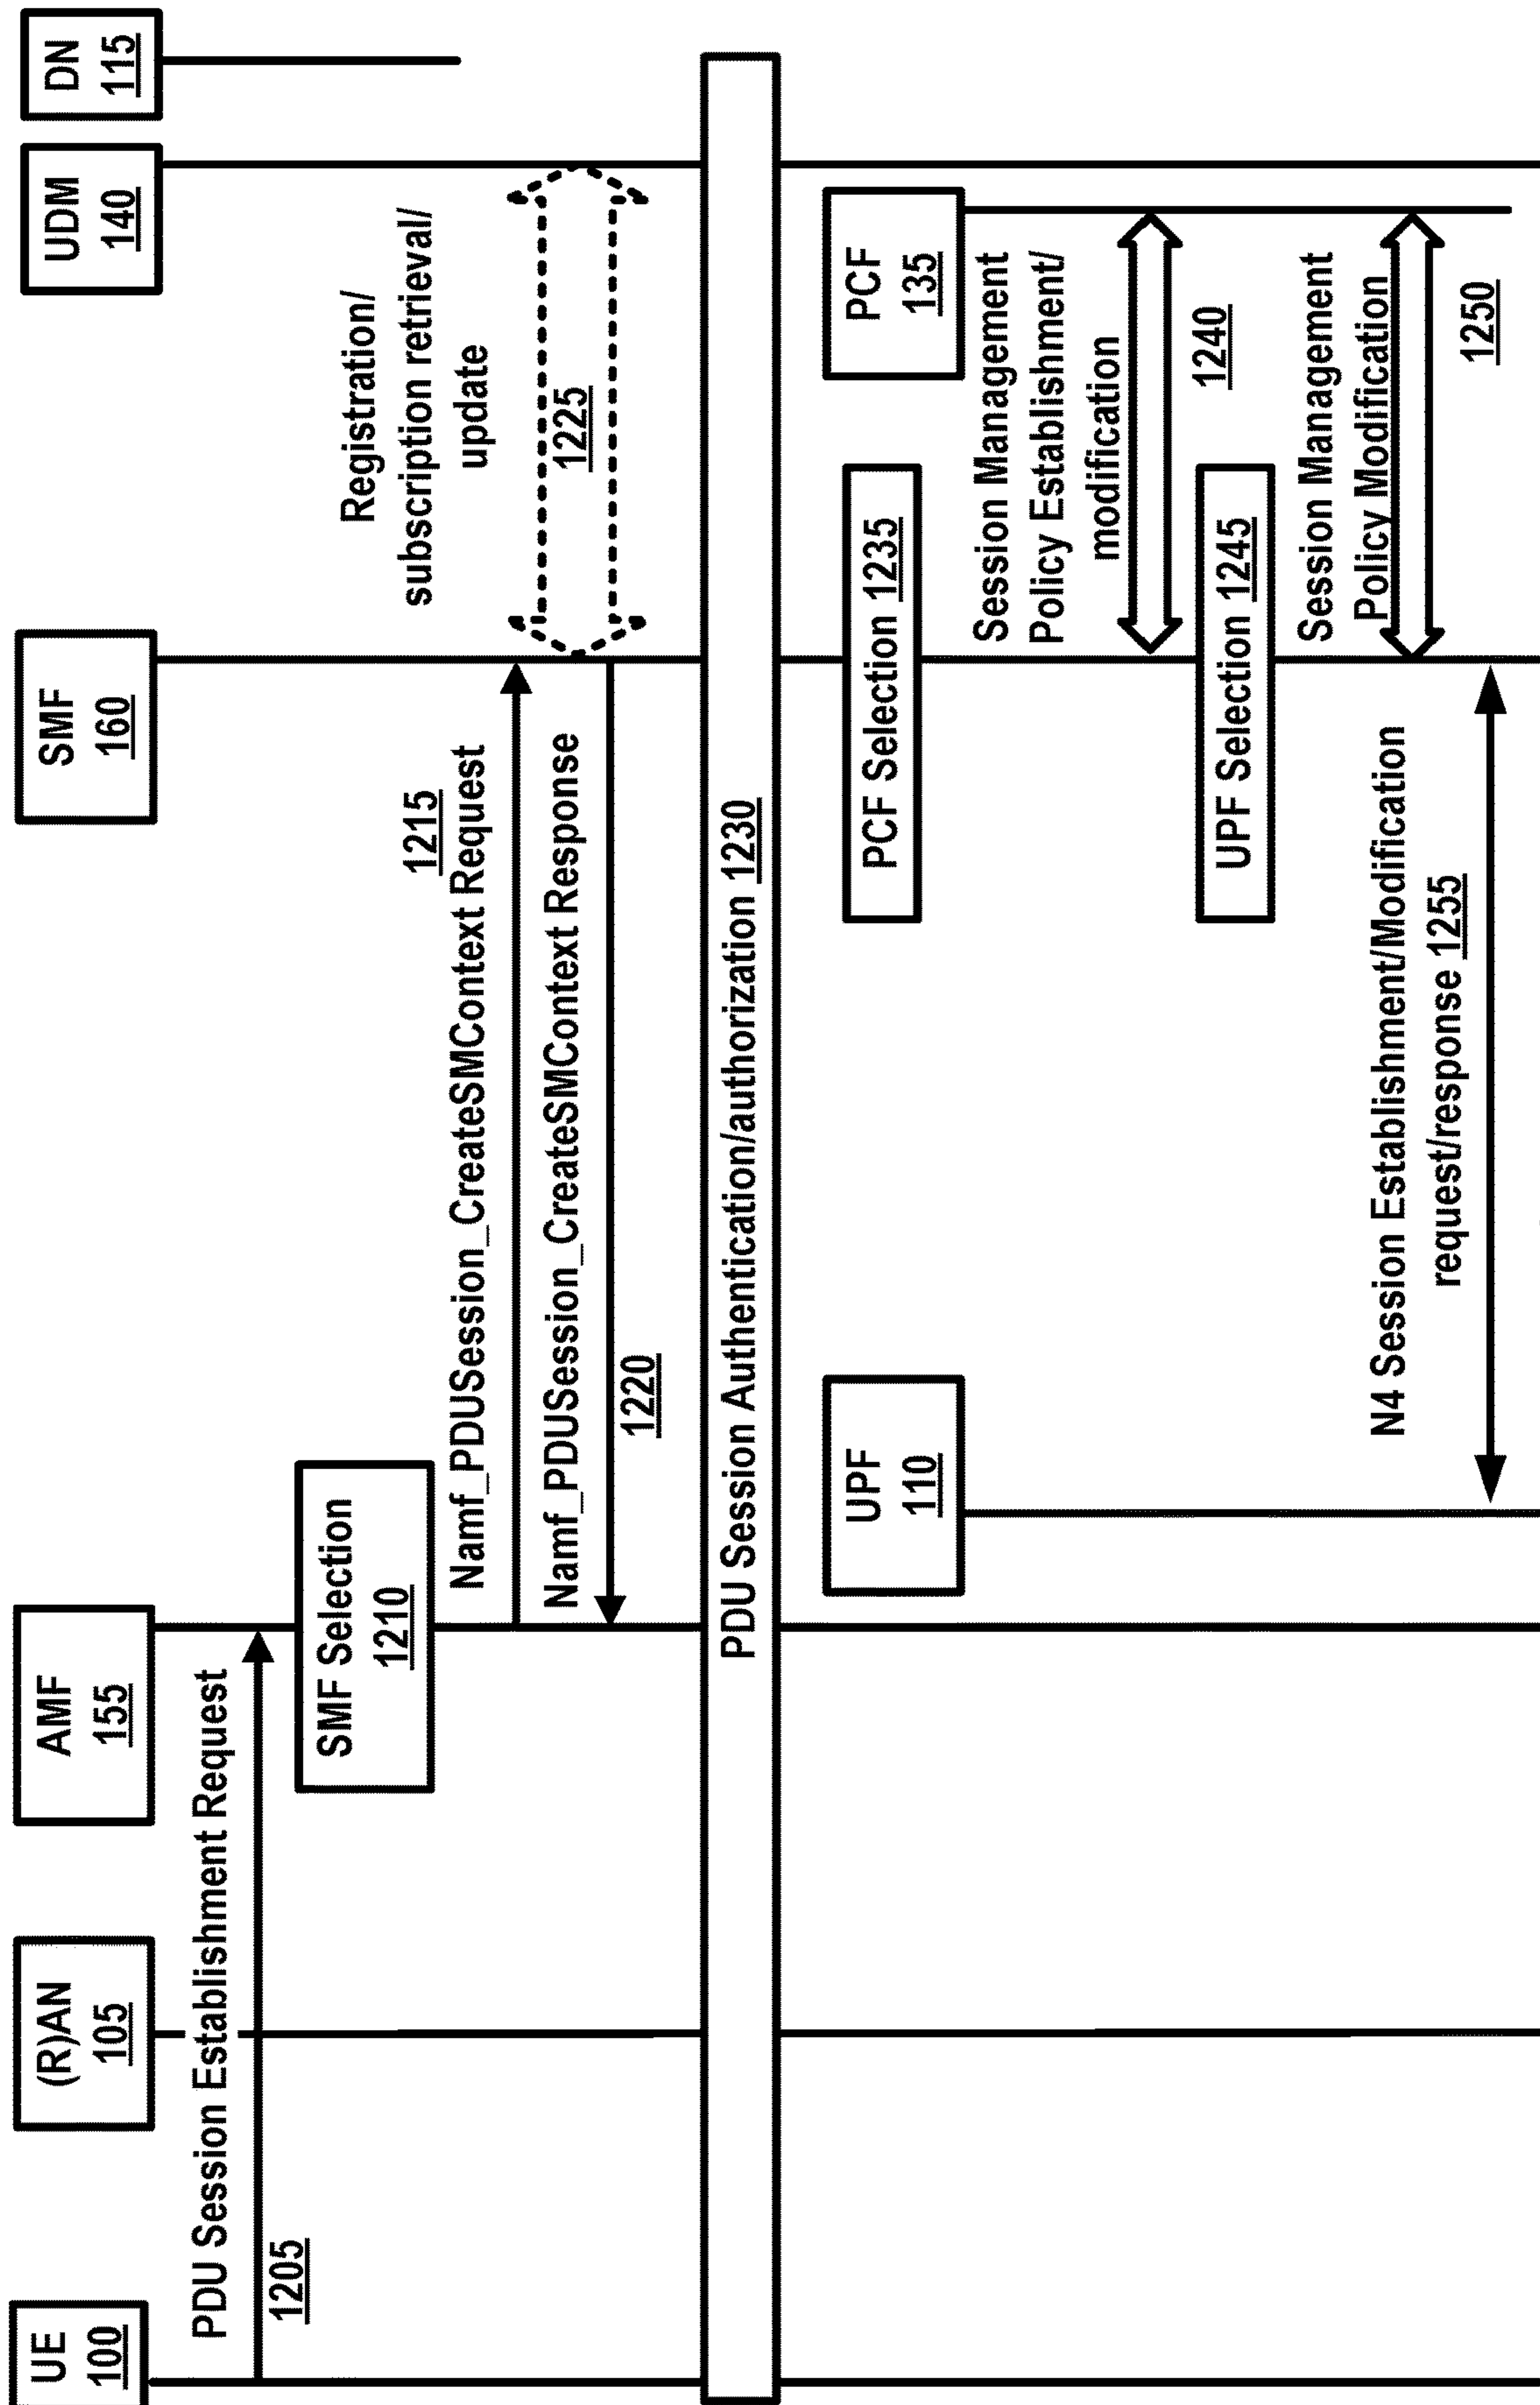 UE
100
(R)AN
105
AMF
155
SMF
160
UDM
140
DN
115
PDU Session Establishment Request
1205
SMF Selection
1210
1215
Namf_PDUSession_CreateSMContext Request
Namf_PDUSession_CreateSMContext Response
1220
Registration/
subscription retrieval/
update
1225
PDU Session Authentication/authorization 1230
UPF
110
PCF
135
PCF Selection 1235
Session Management
Policy Establishment/
modification
1240
UPF Selection 1245
Session Management
Policy Modification
1250
N4 Session Establishment/Modification
request/response 1255